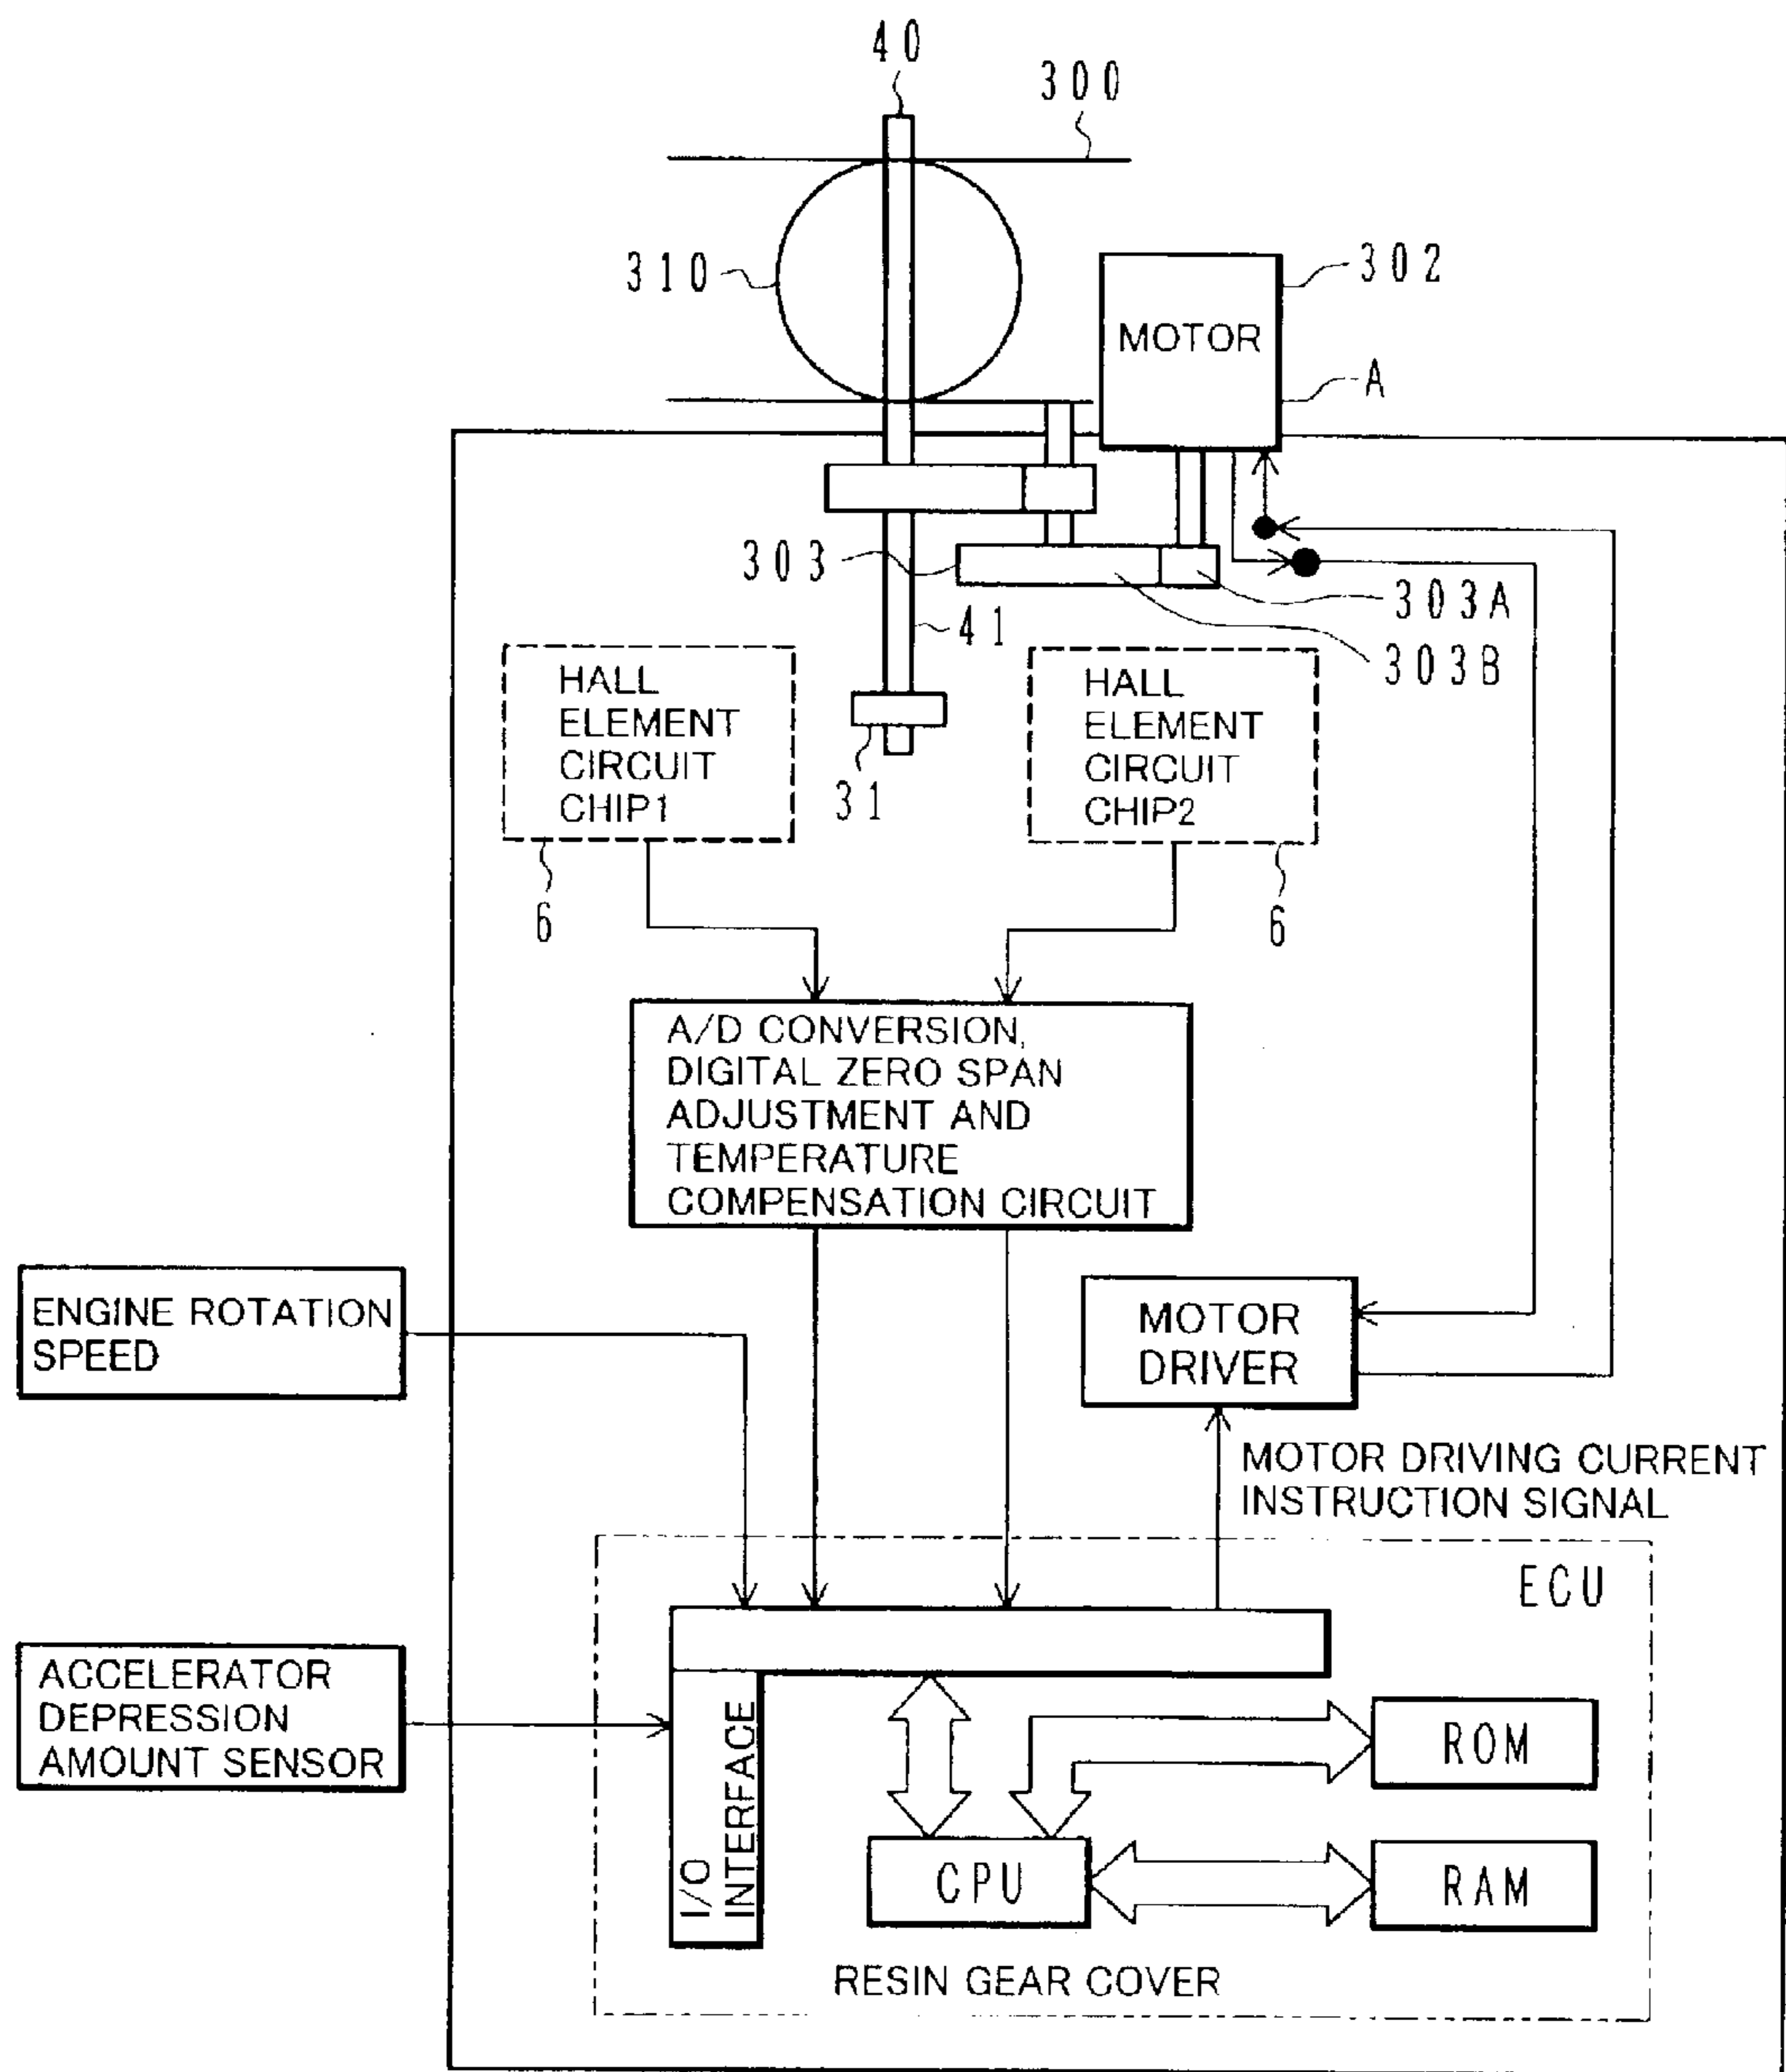 40
300
310
302
MOTOR
A
303
303A
41
303B
HALL
ELEMENT
CIRCUIT
CHIP1
HALL
ELEMENT
CIRCUIT
CHIP2
31
6
6
A/D CONVERSION,
DIGITAL ZERO SPAN
ADJUSTMENT AND
TEMPERATURE
COMPENSATION CIRCUIT
ENGINE ROTATION
SPEED
MOTOR
DRIVER
MOTOR DRIVING CURRENT
INSTRUCTION SIGNAL
ECU
ACCELERATOR
DEPRESSION
AMOUNT SENSOR
I/O
INTERFACE
ROM
CPU
RAM
RESIN GEAR COVER